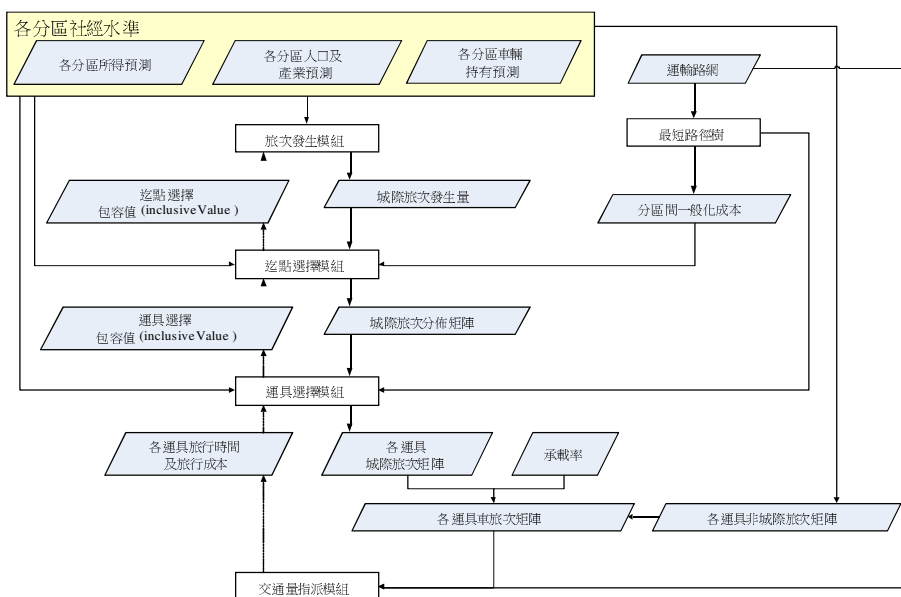 各分區社經水準
各分區所得預測
各分區人口及
產業預測
各分區車輛
持有預測
運輸路網
旅次發生模組
最短路徑樹
迄點選擇
包容值 (inclusive Value )
城際旅次發生量
分區間一般化成本
迄點選擇模組
運具選擇
包容值 (inclusive Value )
城際旅次分佈矩陣
運具選擇模組
各運具旅行時間
及旅行成本
各運具
城際旅次矩陣
承載率
各運具車旅次矩陣
各運具非城際旅次矩陣
交通量指派模組